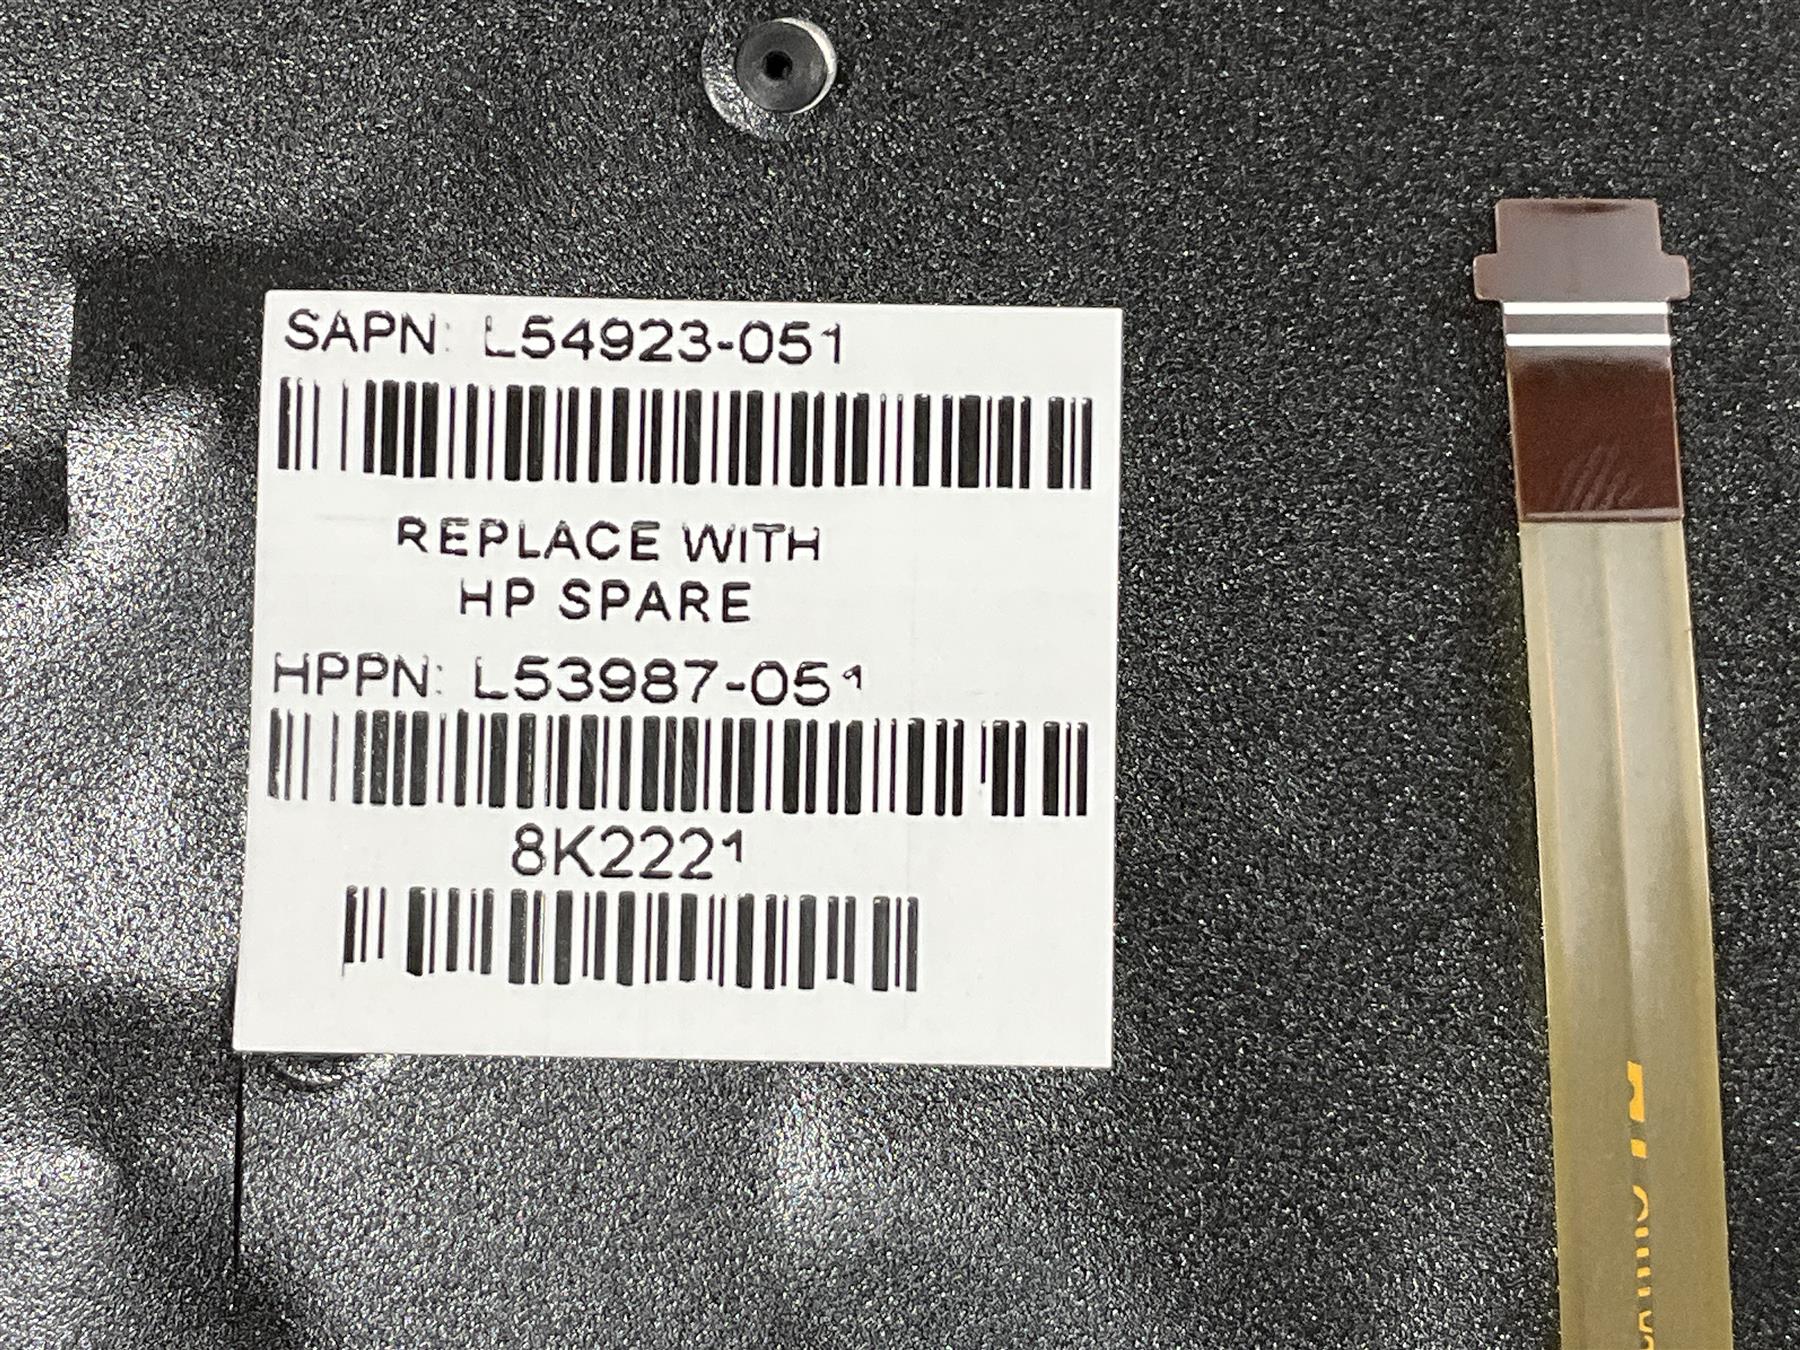 SAPN: L54923-051
REPLACE WITH
HP SPARE
HPPN: L53987-051
8K2221